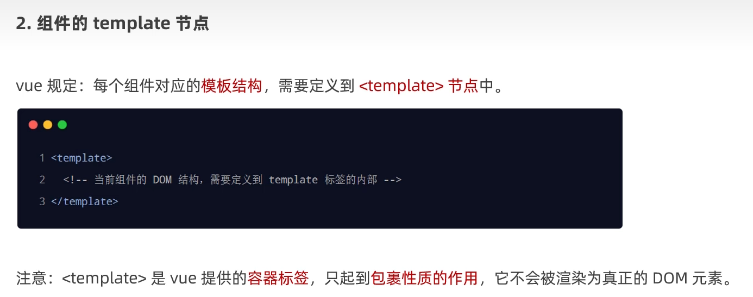 2. 组件的 template 节点
vue 规定：每个组件对应的模板结构，需要定义到 <template> 节点中。
1 <template>
2   <!-- 当前组件的 DOM 结构，需要定义到 template 标签的内部 -->
3 </template>
注意：<template> 是 vue 提供的容器标签，只起到包裹性质的作用，它不会被渲染为真正的 DOM 元素。